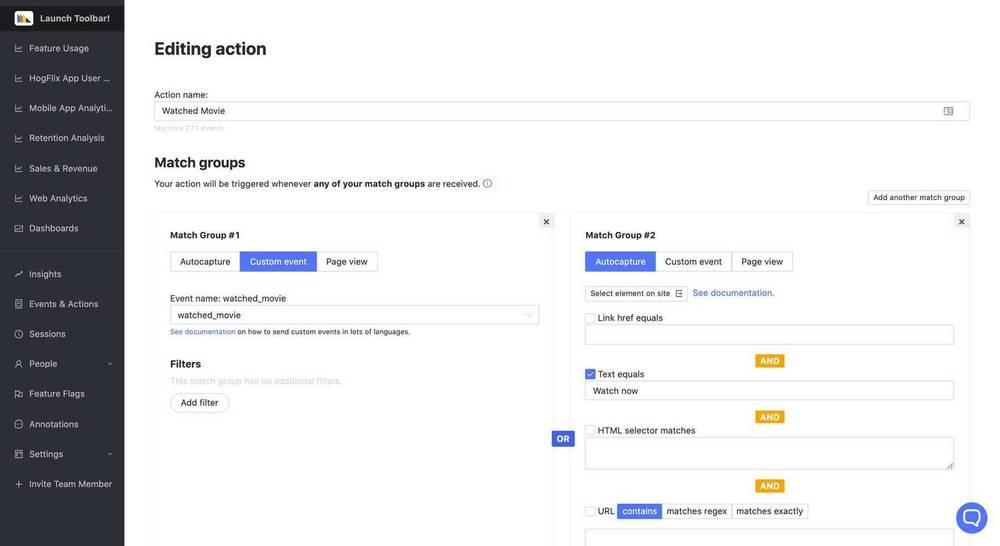 Launch Toolbar!
Feature Usage
HogFlix App User ...
Mobile App Analyti...
Retention Analysis
Sales & Revenue
Web Analytics
Dashboards
Insights
Events & Actions
Sessions
People
Feature Flags
Annotations
Settings
Invite Team Member
Editing action
Action name:
Watched Movie
Matches 271 events
Match groups
Your action will be triggered whenever any of your match groups are received.
Add another match group
Match Group #1
Autocapture Custom event Page view
Event name: watched_movie
watched_movie
See documentation on how to send custom events in lots of languages.
Filters
This match group has no additional filters.
Add filter
OR
Match Group #2
Autocapture Custom event Page view
Select element on site See documentation.
Link href equals
AND
Text equals
Watch now
AND
HTML selector matches
AND
URL contains matches regex matches exactly